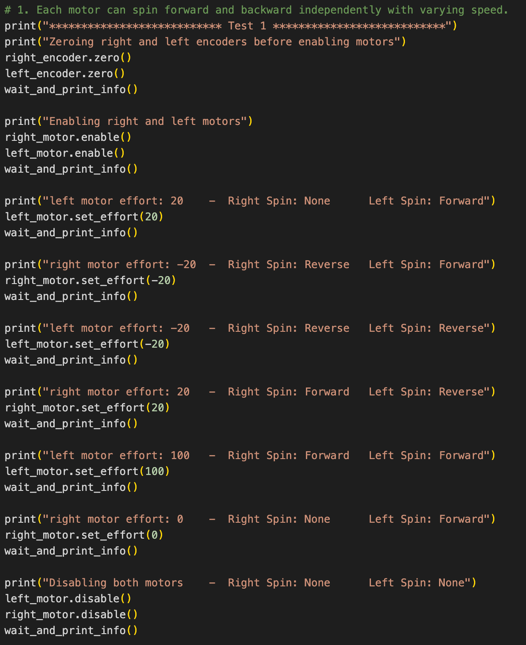 # 1. Each motor can spin forward and backward independently with varying speed.
print("*************************** Test 1 ***************************")
print("Zeroing right and left encoders before enabling motors")
right_encoder.zero()
left_encoder.zero()
wait_and_print_info()

print("Enabling right and left motors")
right_motor.enable()
left_motor.enable()
wait_and_print_info()

print("left motor effort: 20    -  Right Spin: None      Left Spin: Forward")
left_motor.set_effort(20)
wait_and_print_info()

print("right motor effort: -20  -  Right Spin: Reverse   Left Spin: Forward")
right_motor.set_effort(-20)
wait_and_print_info()

print("left motor effort: -20   -  Right Spin: Reverse   Left Spin: Reverse")
left_motor.set_effort(-20)
wait_and_print_info()

print("right motor effort: 20   -  Right Spin: Forward   Left Spin: Reverse")
right_motor.set_effort(20)
wait_and_print_info()

print("left motor effort: 100   -  Right Spin: Forward   Left Spin: Forward")
left_motor.set_effort(100)
wait_and_print_info()

print("right motor effort: 0    -  Right Spin: None      Left Spin: Forward")
right_motor.set_effort(0)
wait_and_print_info()

print("Disabling both motors    -  Right Spin: None      Left Spin: None")
left_motor.disable()
right_motor.disable()
wait_and_print_info()